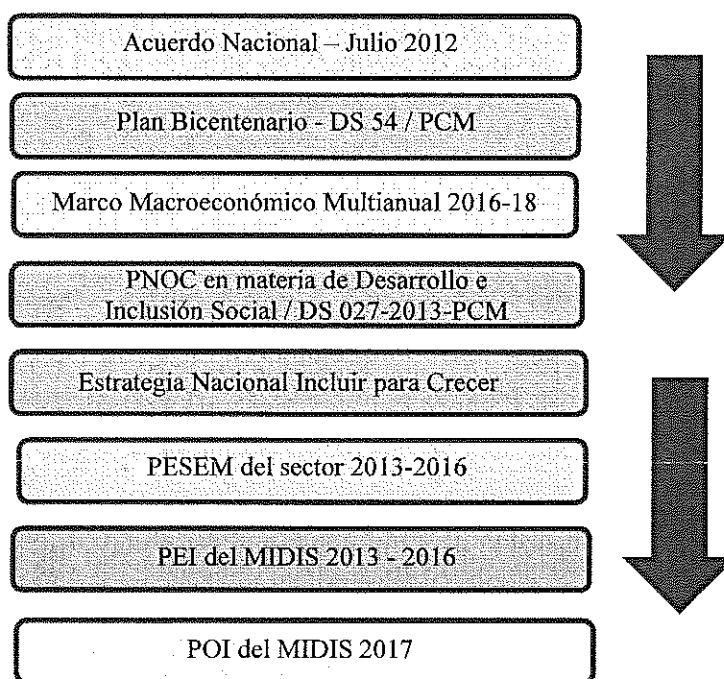 Acuerdo Nacional – Julio 2012
Plan Bicentenario - DS 54 / PCM
Marco Macroeconómico Multianual 2016-18
PNOC en materia de Desarrollo e
Inclusión Social / DS 027-2013-PCM
Estrategia Nacional Incluir para Crecer
PESEM del sector 2013-2016
PEI del MIDIS 2013 - 2016
POI del MIDIS 2017